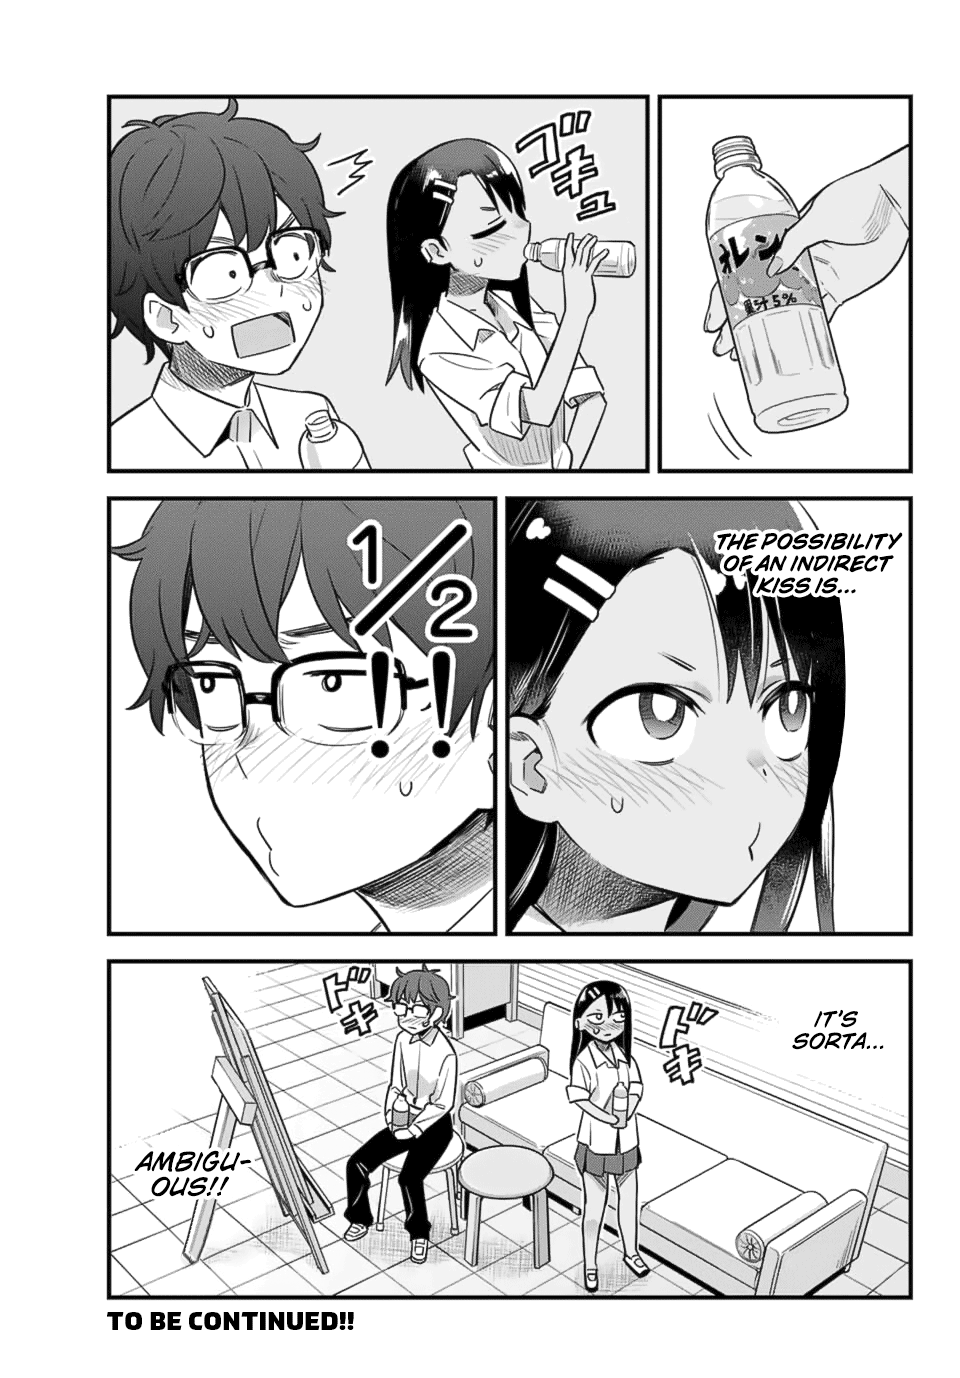 オレンジ
果汁5%
ゴキュ
THE POSSIBILITY
OF AN INDIRECT
KISS IS...
1/2!!
IT'S
SORTA...
ドキ
ドキ
AMBIGU-
OUS!!
TO BE CONTINUED!!